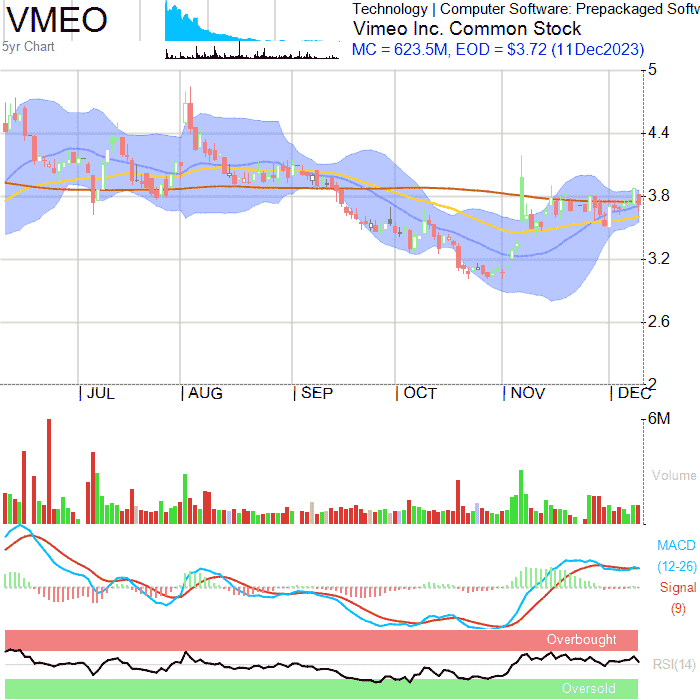 VMEO
5yr Chart
Technology | Computer Software: Prepackaged Softw
Vimeo Inc. Common Stock
MC = 623.5M, EOD = $3.72 (11Dec2023)
5
4.4
3.8
3.2
2.6
2
JUL AUG SEP OCT NOV DEC
6M
Volume
MACD
(12-26)
Signal
(9)
Overbought
RSI(14)
Oversold